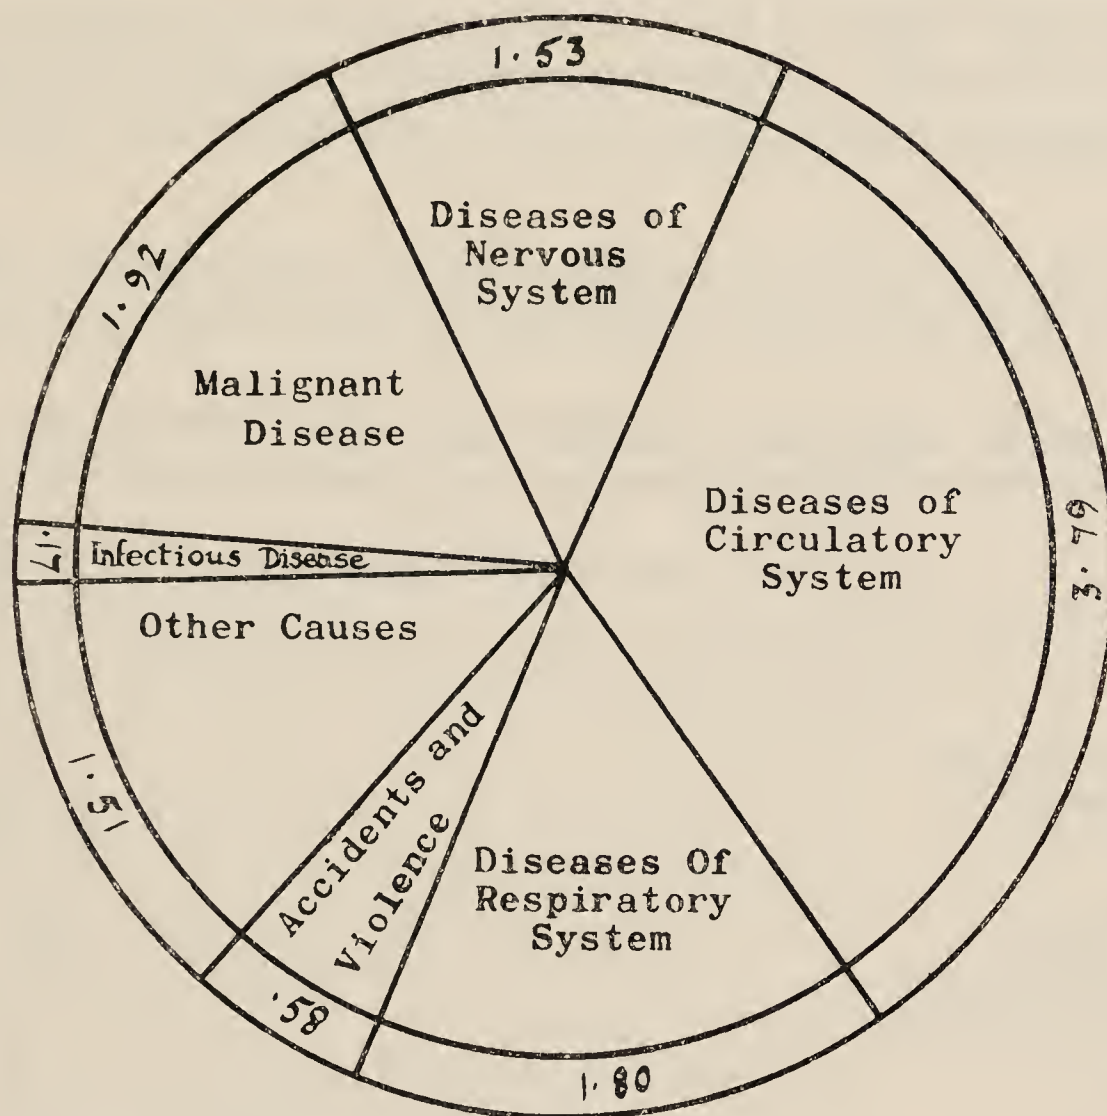 1.53
Diseases of
Nervous
System
1.92
Malignant
Disease
Diseases of
Circulatory
System
3.79
.17
Infectious Disease
Other Causes
1.51
Accidents and
Violence
.58
Diseases Of
Respiratory
System
1.80